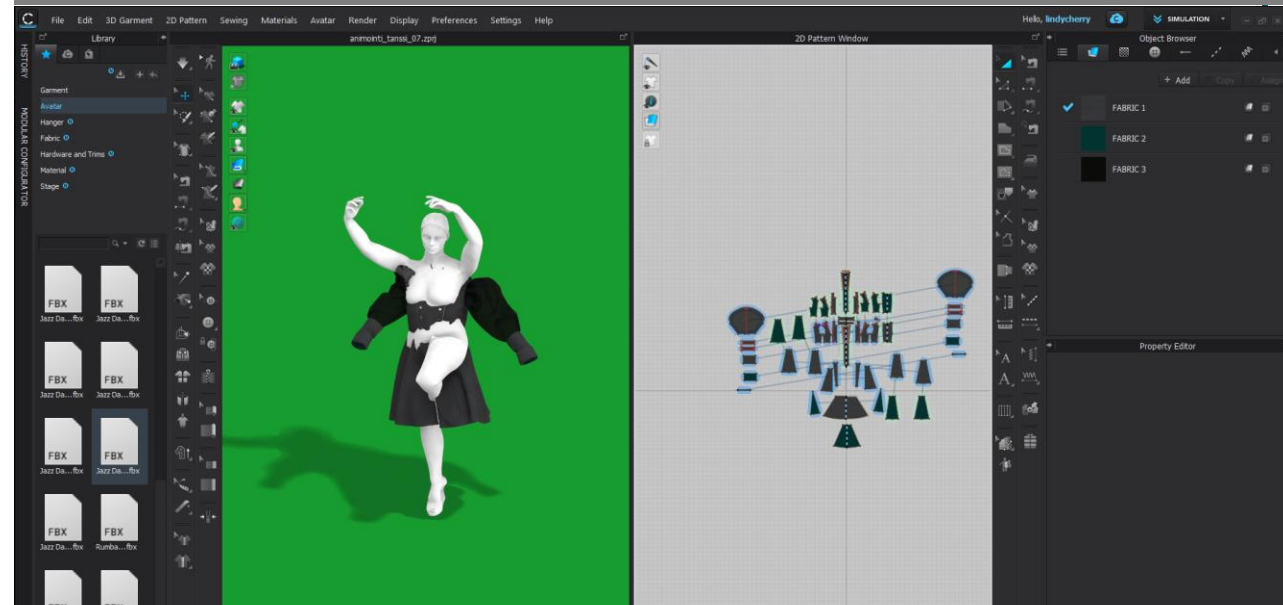 C File Edit 3D Garment 2D Pattern Sewing Materials Avatar Render Display Preferences Settings Help Hello, lindycherry SIMULATION
HISTORY
MODULAR CONFIGURATOR
Library
animointi_tanssi_07.zprj
2D Pattern Window
Object Browser
Garment
Avatar
Hanger
Fabric
Hardware and Trims
Material
Stage
+ Add Copy Assign
FABRIC 1
FABRIC 2
FABRIC 3
Property Editor
FBX FBX
Jazz Da...fbx Jazz Da...fbx
FBX FBX
Jazz Da...fbx Jazz Da...fbx
FBX FBX
Jazz Da...fbx Jazz Da...fbx
FBX FBX
Jazz Da...fbx Rumba...fbx
FBX FBX